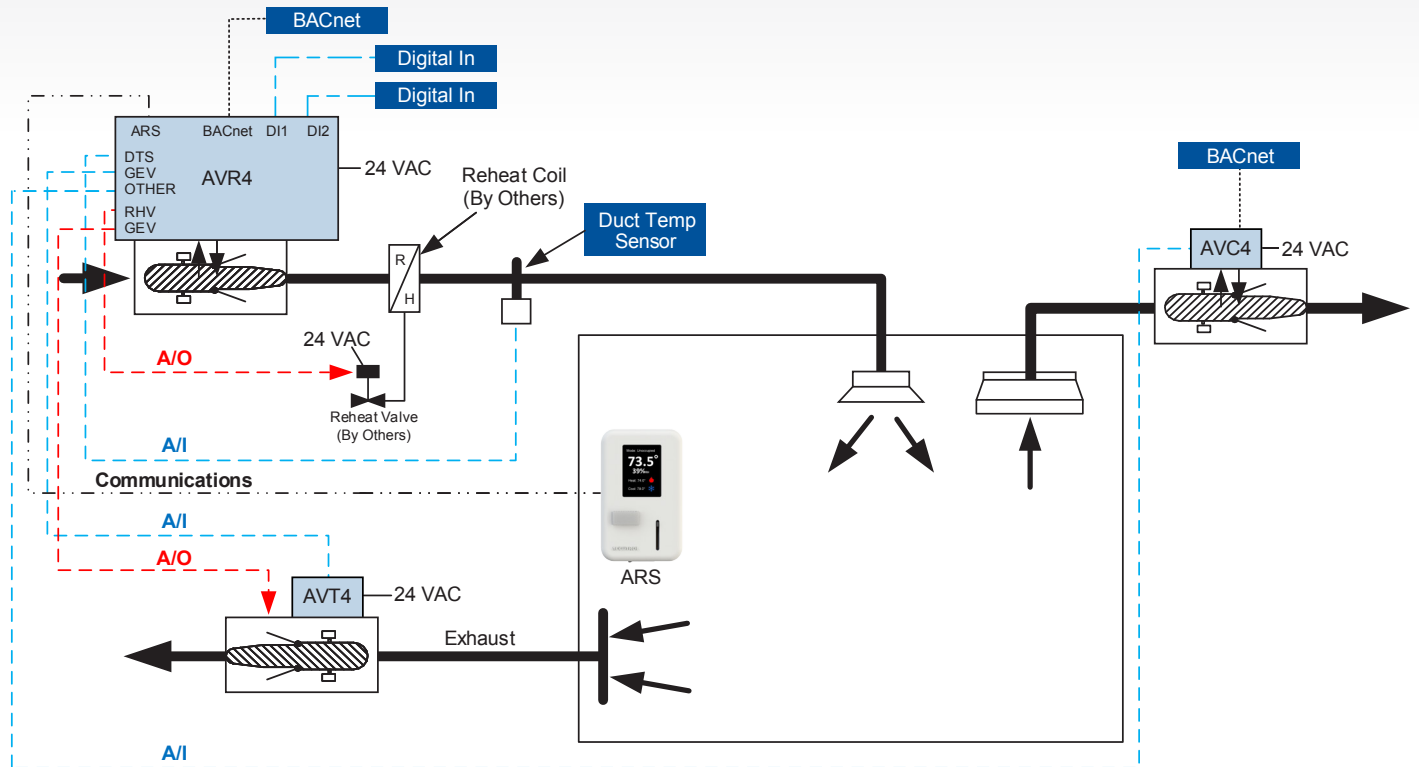 BACnet
Digital In
Digital In
ARS
BACnet
DI1
DI2
DTS
GEV
OTHER
AVR4
RHV
GEV
24 VAC
Reheat Coil
(By Others)
Duct Temp
Sensor
BACnet
AVC4
24 VAC
R
H
24 VAC
A/O
Reheat Valve
(By Others)
A/I
Communications
73.5°
39%
ARS
A/I
A/O
AVT4
24 VAC
Exhaust
A/I